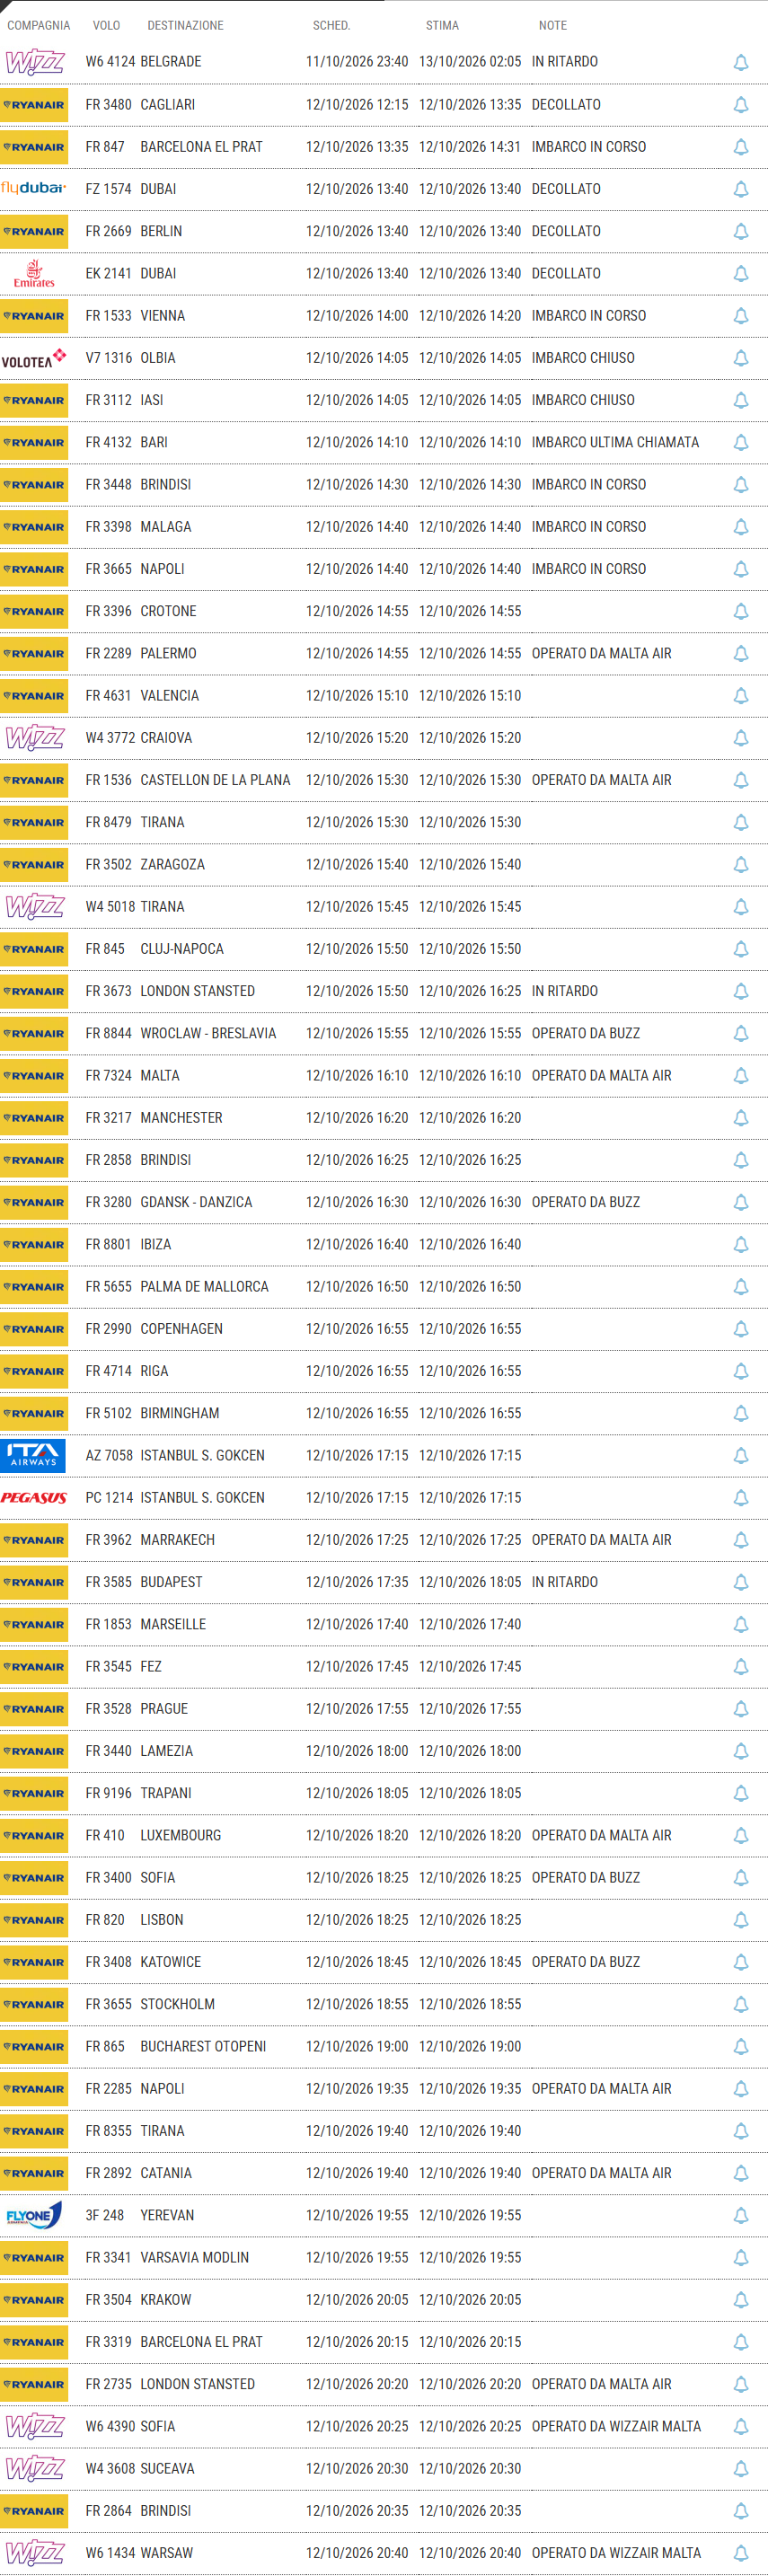 COMPAGNIA VOLO DESTINAZIONE SCHED. STIMA NOTE
WIZZ W6 4124 BELGRADE 11/10/2026 23:40 13/10/2026 02:05 IN RITARDO
RYANAIR FR 3480 CAGLIARI 12/10/2026 12:15 12/10/2026 13:35 DECOLLATO
RYANAIR FR 847 BARCELONA EL PRAT 12/10/2026 13:35 12/10/2026 14:31 IMBARCO IN CORSO
flydubai FZ 1574 DUBAI 12/10/2026 13:40 12/10/2026 13:40 DECOLLATO
RYANAIR FR 2669 BERLIN 12/10/2026 13:40 12/10/2026 13:40 DECOLLATO
Emirates EK 2141 DUBAI 12/10/2026 13:40 12/10/2026 13:40 DECOLLATO
RYANAIR FR 1533 VIENNA 12/10/2026 14:00 12/10/2026 14:20 IMBARCO IN CORSO
VOLOTEA V7 1316 OLBIA 12/10/2026 14:05 12/10/2026 14:05 IMBARCO CHIUSO
RYANAIR FR 3112 IASI 12/10/2026 14:05 12/10/2026 14:05 IMBARCO CHIUSO
RYANAIR FR 4132 BARI 12/10/2026 14:10 12/10/2026 14:10 IMBARCO ULTIMA CHIAMATA
RYANAIR FR 3448 BRINDISI 12/10/2026 14:30 12/10/2026 14:30 IMBARCO IN CORSO
RYANAIR FR 3398 MALAGA 12/10/2026 14:40 12/10/2026 14:40 IMBARCO IN CORSO
RYANAIR FR 3665 NAPOLI 12/10/2026 14:40 12/10/2026 14:40 IMBARCO IN CORSO
RYANAIR FR 3396 CROTONE 12/10/2026 14:55 12/10/2026 14:55
RYANAIR FR 2289 PALERMO 12/10/2026 14:55 12/10/2026 14:55 OPERATO DA MALTA AIR
RYANAIR FR 4631 VALENCIA 12/10/2026 15:10 12/10/2026 15:10
WIZZ W4 3772 CRAIOVA 12/10/2026 15:20 12/10/2026 15:20
RYANAIR FR 1536 CASTELLON DE LA PLANA 12/10/2026 15:30 12/10/2026 15:30 OPERATO DA MALTA AIR
RYANAIR FR 8479 TIRANA 12/10/2026 15:30 12/10/2026 15:30
RYANAIR FR 3502 ZARAGOZA 12/10/2026 15:40 12/10/2026 15:40
WIZZ W4 5018 TIRANA 12/10/2026 15:45 12/10/2026 15:45
RYANAIR FR 845 CLUJ-NAPOCA 12/10/2026 15:50 12/10/2026 15:50
RYANAIR FR 3673 LONDON STANSTED 12/10/2026 15:50 12/10/2026 16:25 IN RITARDO
RYANAIR FR 8844 WROCLAW - BRESLAVIA 12/10/2026 15:55 12/10/2026 15:55 OPERATO DA BUZZ
RYANAIR FR 7324 MALTA 12/10/2026 16:10 12/10/2026 16:10 OPERATO DA MALTA AIR
RYANAIR FR 3217 MANCHESTER 12/10/2026 16:20 12/10/2026 16:20
RYANAIR FR 2858 BRINDISI 12/10/2026 16:25 12/10/2026 16:25
RYANAIR FR 3280 GDANSK - DANZICA 12/10/2026 16:30 12/10/2026 16:30 OPERATO DA BUZZ
RYANAIR FR 8801 IBIZA 12/10/2026 16:40 12/10/2026 16:40
RYANAIR FR 5655 PALMA DE MALLORCA 12/10/2026 16:50 12/10/2026 16:50
RYANAIR FR 2990 COPENHAGEN 12/10/2026 16:55 12/10/2026 16:55
RYANAIR FR 4714 RIGA 12/10/2026 16:55 12/10/2026 16:55
RYANAIR FR 5102 BIRMINGHAM 12/10/2026 16:55 12/10/2026 16:55
ITA AIRWAYS AZ 7058 ISTANBUL S. GOKCEN 12/10/2026 17:15 12/10/2026 17:15
PEGASUS PC 1214 ISTANBUL S. GOKCEN 12/10/2026 17:15 12/10/2026 17:15
RYANAIR FR 3962 MARRAKECH 12/10/2026 17:25 12/10/2026 17:25 OPERATO DA MALTA AIR
RYANAIR FR 3585 BUDAPEST 12/10/2026 17:35 12/10/2026 18:05 IN RITARDO
RYANAIR FR 1853 MARSEILLE 12/10/2026 17:40 12/10/2026 17:40
RYANAIR FR 3545 FEZ 12/10/2026 17:45 12/10/2026 17:45
RYANAIR FR 3528 PRAGUE 12/10/2026 17:55 12/10/2026 17:55
RYANAIR FR 3440 LAMEZIA 12/10/2026 18:00 12/10/2026 18:00
RYANAIR FR 9196 TRAPANI 12/10/2026 18:05 12/10/2026 18:05
RYANAIR FR 410 LUXEMBOURG 12/10/2026 18:20 12/10/2026 18:20 OPERATO DA MALTA AIR
RYANAIR FR 3400 SOFIA 12/10/2026 18:25 12/10/2026 18:25 OPERATO DA BUZZ
RYANAIR FR 820 LISBON 12/10/2026 18:25 12/10/2026 18:25
RYANAIR FR 3408 KATOWICE 12/10/2026 18:45 12/10/2026 18:45 OPERATO DA BUZZ
RYANAIR FR 3655 STOCKHOLM 12/10/2026 18:55 12/10/2026 18:55
RYANAIR FR 865 BUCHAREST OTOPENI 12/10/2026 19:00 12/10/2026 19:00
RYANAIR FR 2285 NAPOLI 12/10/2026 19:35 12/10/2026 19:35 OPERATO DA MALTA AIR
RYANAIR FR 8355 TIRANA 12/10/2026 19:40 12/10/2026 19:40
RYANAIR FR 2892 CATANIA 12/10/2026 19:40 12/10/2026 19:40 OPERATO DA MALTA AIR
FLYONE 3F 248 YEREVAN 12/10/2026 19:55 12/10/2026 19:55
RYANAIR FR 3341 VARSAVIA MODLIN 12/10/2026 19:55 12/10/2026 19:55
RYANAIR FR 3504 KRAKOW 12/10/2026 20:05 12/10/2026 20:05
RYANAIR FR 3319 BARCELONA EL PRAT 12/10/2026 20:15 12/10/2026 20:15
RYANAIR FR 2735 LONDON STANSTED 12/10/2026 20:20 12/10/2026 20:20 OPERATO DA MALTA AIR
WIZZ W6 4390 SOFIA 12/10/2026 20:25 12/10/2026 20:25 OPERATO DA WIZZAIR MALTA
WIZZ W4 3608 SUCEAVA 12/10/2026 20:30 12/10/2026 20:30
RYANAIR FR 2864 BRINDISI 12/10/2026 20:35 12/10/2026 20:35
WIZZ W6 1434 WARSAW 12/10/2026 20:40 12/10/2026 20:40 OPERATO DA WIZZAIR MALTA